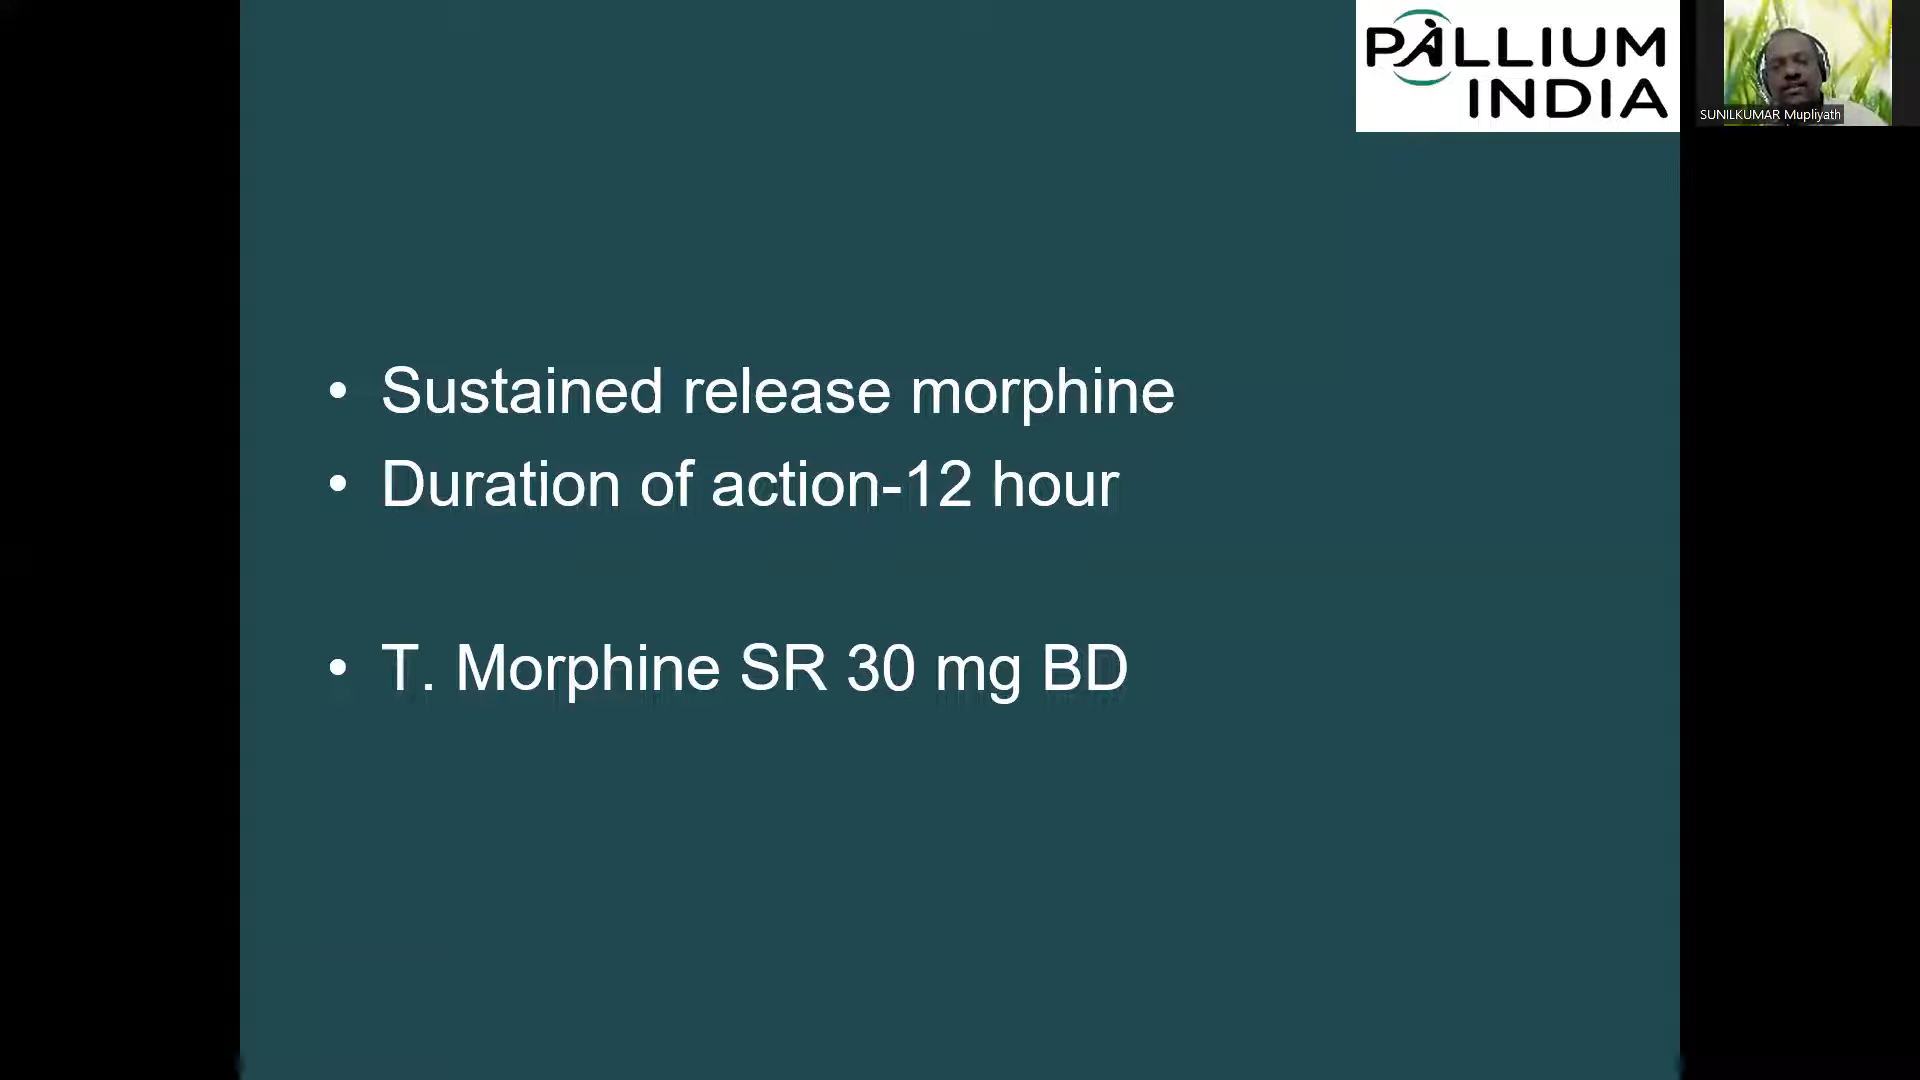 PALLIUM
INDIA
SUNILKUMAR Mupliyath
• Sustained release morphine
• Duration of action-12 hour
• T. Morphine SR 30 mg BD